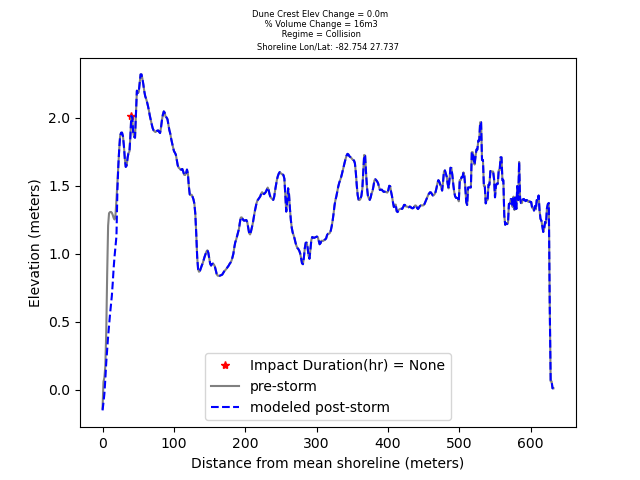 Dune Crest Elev Change = 0.0m
% Volume Change = 16m3
Regime = Collision
Shoreline Lon/Lat: -82.754 27.737
2.0
1.5
1.0
0.5
0.0
Elevation (meters)
Impact Duration(hr) = None
pre-storm
modeled post-storm
0 100 200 300 400 500 600
Distance from mean shoreline (meters)